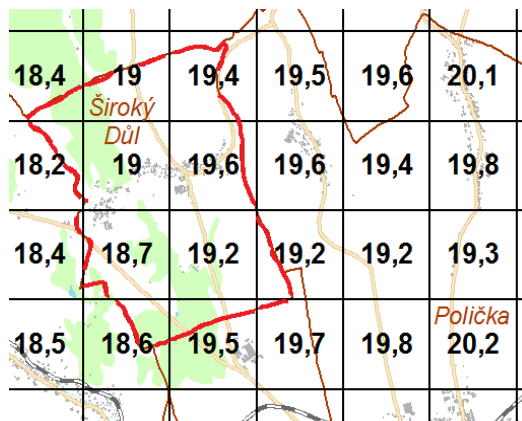 18,4 19 19,4 19,5 19,6 20,1
Široký
Důl
18,2 19 19,6 19,6 19,4 19,8
18,4 18,7 19,2 19,2 19,2 19,3
Polička
18,5 18,6 19,5 19,7 19,8 20,2